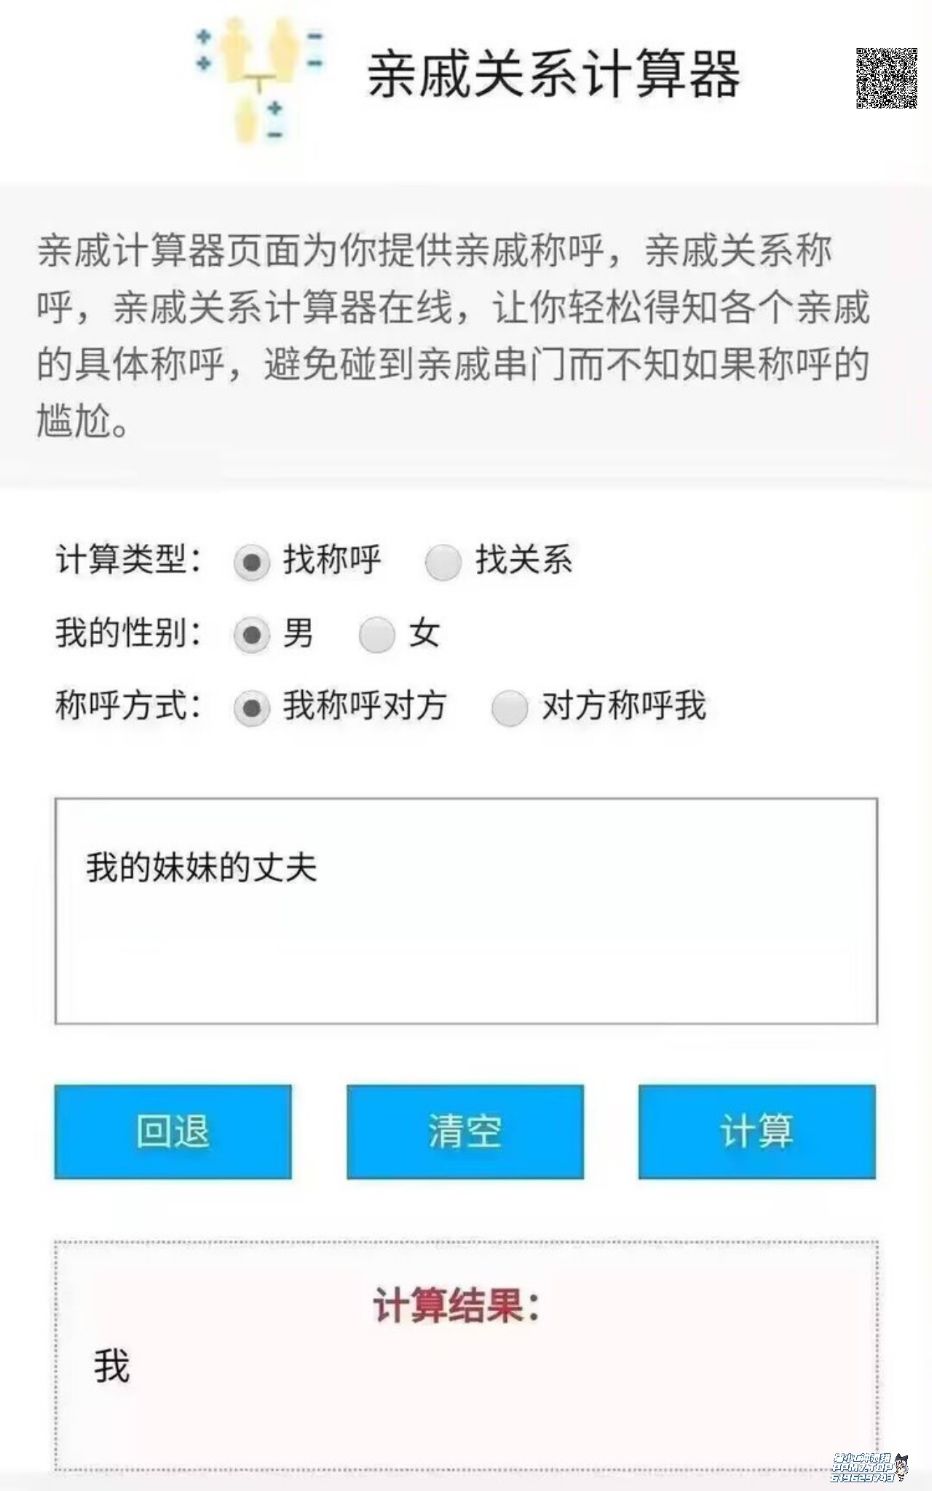 亲戚关系计算器
亲戚计算器页面为你提供亲戚称呼，亲戚关系称
呼，亲戚关系计算器在线，让你轻松得知各个亲戚
的具体称呼，避免碰到亲戚串门而不知如果称呼的
尴尬。
计算类型： 找称呼 找关系
我的性别： 男 女
称呼方式： 我称呼对方 对方称呼我
我的妹妹的丈夫
回退 清空 计算
计算结果：
我
619629743